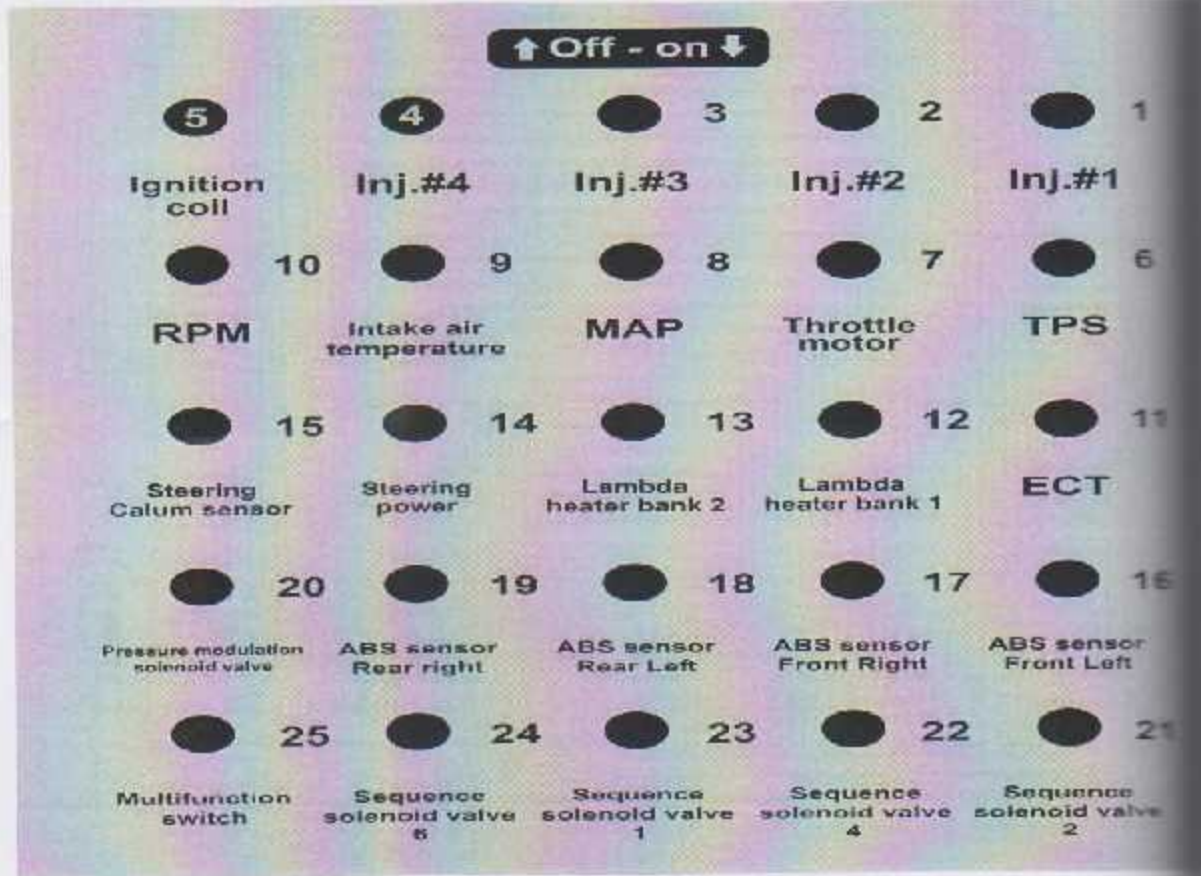 ⬆ Off - on ⬇
5 4 3 2 1
Ignition coil Inj.#4 Inj.#3 Inj.#2 Inj.#1
10 9 8 7 6
RPM Intake air temperature MAP Throttle motor TPS
15 14 13 12 11
Steering Calum sensor Steering power Lambda heater bank 2 Lambda heater bank 1 ECT
20 19 18 17 16
Pressure modulation solenoid valve ABS sensor Rear right ABS sensor Rear Left ABS sensor Front Right ABS sensor Front Left
25 24 23 22 21
Multifunction switch Sequence solenoid valve 6 Sequence solenoid valve 1 Sequence solenoid valve 4 Sequence solenoid valve 2